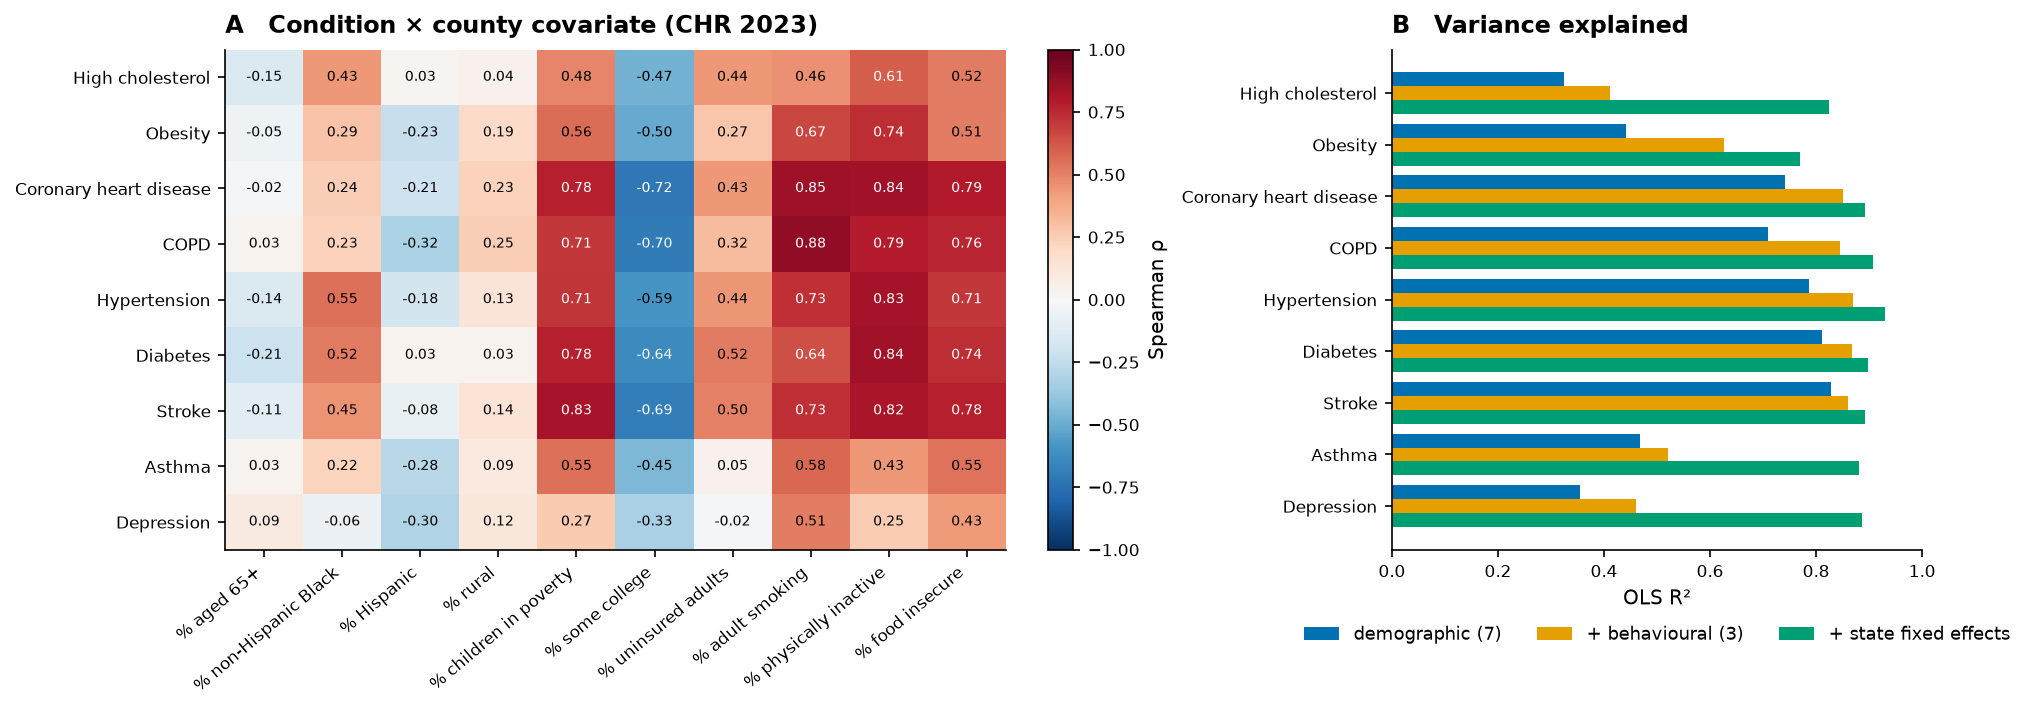 A Condition × county covariate (CHR 2023)
High cholesterol -0.15 0.43 0.03 0.04 0.48 -0.47 0.44 0.46 0.61 0.52
Obesity -0.05 0.29 -0.23 0.19 0.56 -0.50 0.27 0.67 0.74 0.51
Coronary heart disease -0.02 0.24 -0.21 0.23 0.78 -0.72 0.43 0.85 0.84 0.79
COPD 0.03 0.23 -0.32 0.25 0.71 -0.70 0.32 0.88 0.79 0.76
Hypertension -0.14 0.55 -0.18 0.13 0.71 -0.59 0.44 0.73 0.83 0.71
Diabetes -0.21 0.52 0.03 0.03 0.78 -0.64 0.52 0.64 0.84 0.74
Stroke -0.11 0.45 -0.08 0.14 0.83 -0.69 0.50 0.73 0.82 0.78
Asthma 0.03 0.22 -0.28 0.09 0.55 -0.45 0.05 0.58 0.43 0.55
Depression 0.09 -0.06 -0.30 0.12 0.27 -0.33 -0.02 0.51 0.25 0.43
% aged 65+
% non-Hispanic Black
% Hispanic
% rural
% children in poverty
% some college
% uninsured adults
% adult smoking
% physically inactive
% food insecure
1.00
0.75
0.50
0.25
0.00
−0.25
−0.50
−0.75
−1.00
Spearman ρ
B Variance explained
High cholesterol
Obesity
Coronary heart disease
COPD
Hypertension
Diabetes
Stroke
Asthma
Depression
0.0 0.2 0.4 0.6 0.8 1.0
OLS R²
demographic (7) + behavioural (3) + state fixed effects